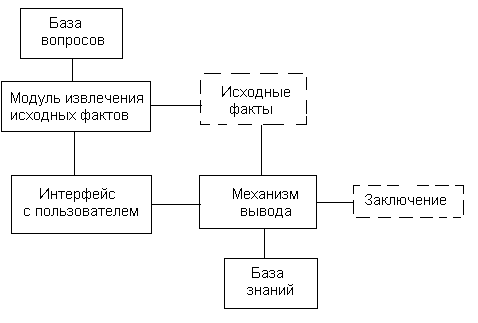 База
вопросов
Модуль извлечения
исходных фактов
Исходные
факты
Интерфейс
с пользователем
Механизм
вывода
Заключение
База
знаний